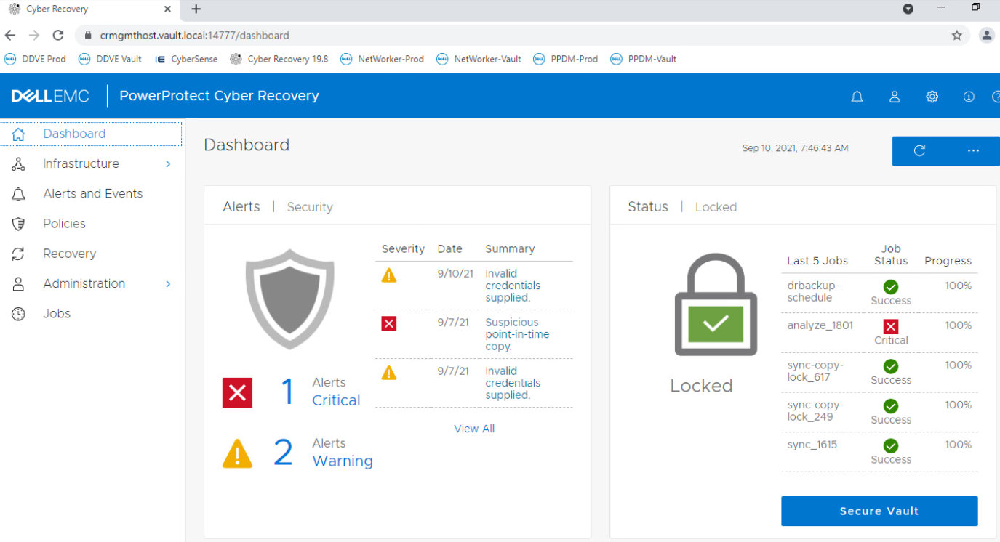 Cyber Recovery
crmgmthost.vault.local:14777/dashboard
DDVE Prod DDVE Vault CyberSense Cyber Recovery 19.8 NetWorker-Prod NetWorker-Vault PPDM-Prod PPDM-Vault
DELLEMC PowerProtect Cyber Recovery
Dashboard
Infrastructure
Alerts and Events
Policies
Recovery
Administration
Jobs
Dashboard
Sep 10, 2021, 7:46:43 AM
Alerts | Security
Severity Date Summary
9/10/21 Invalid
credentials
supplied.
9/7/21 Suspicious
point-in-time
copy.
9/7/21 Invalid
credentials
supplied.
View All
1 Alerts
Critical
2 Alerts
Warning
Status | Locked
Locked
Last 5 Jobs Job Status Progress
drbackup-
schedule Success 100%
analyze_1801 Critical 100%
sync-copy-
lock_617 Success 100%
sync-copy-
lock_249 Success 100%
sync_1615 Success 100%
Secure Vault